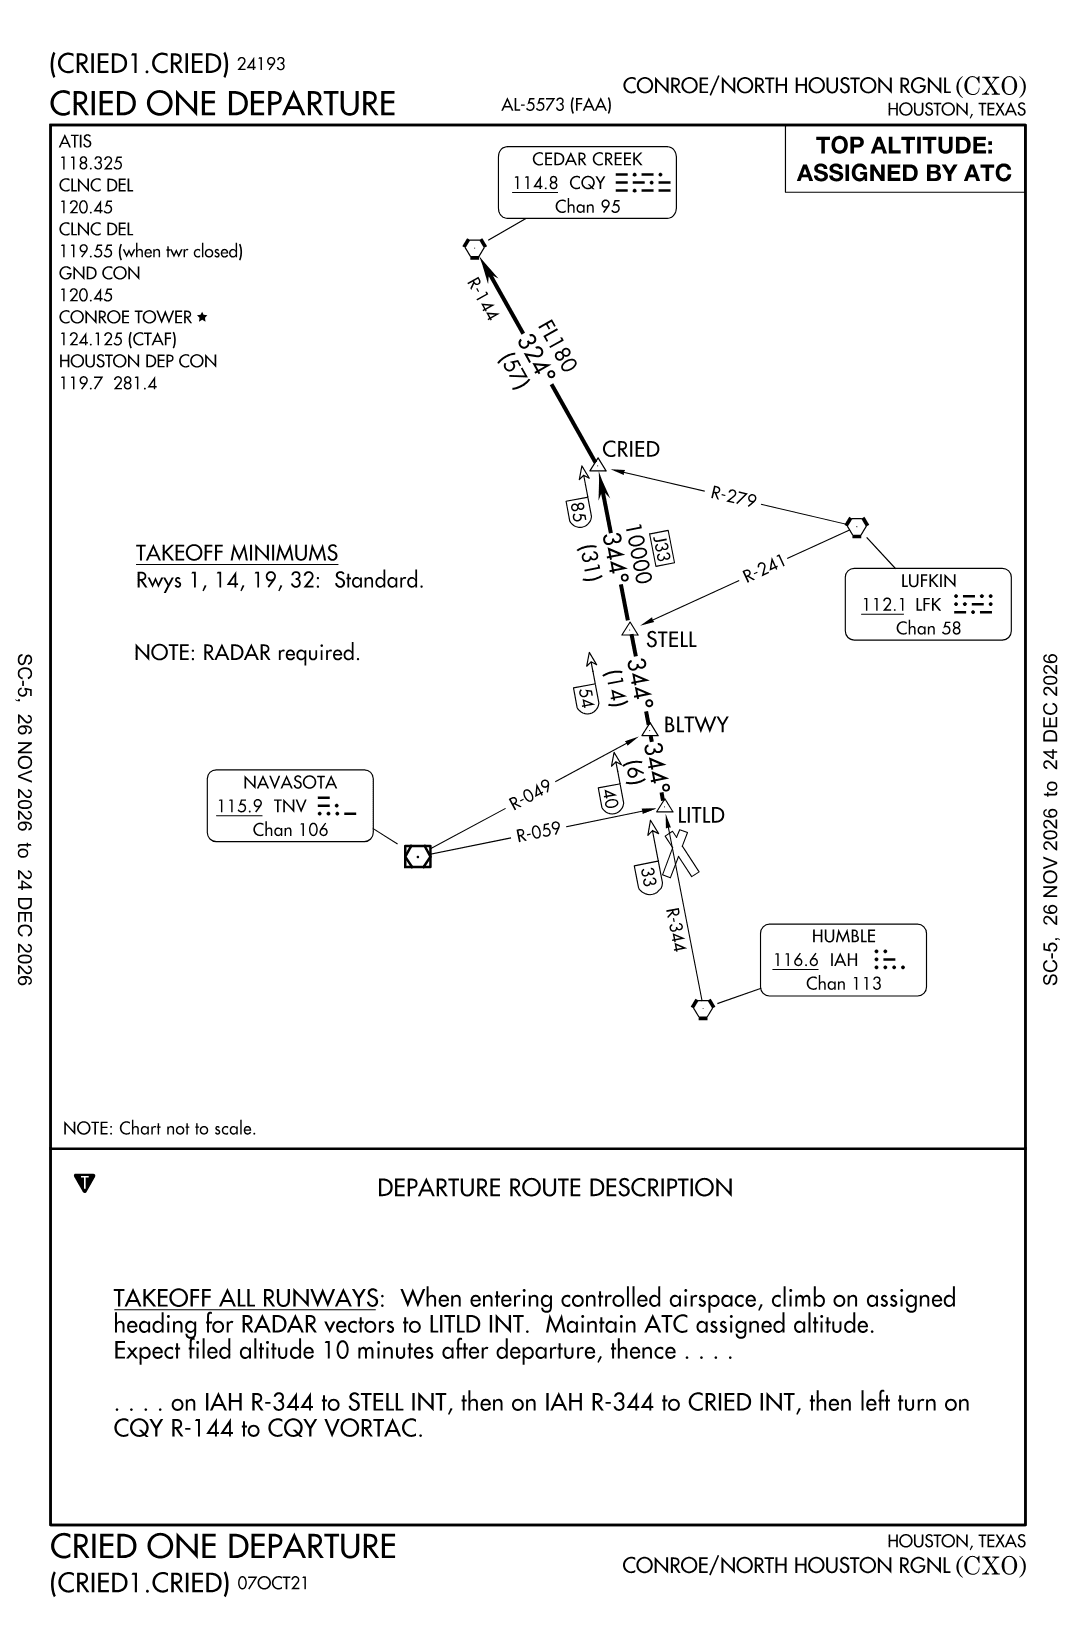 (CRIED1.CRIED) 24193
CRIED ONE DEPARTURE
AL-5573 (FAA)
CONROE/NORTH HOUSTON RGNL (CXO)
HOUSTON, TEXAS
ATIS
118.325
CLNC DEL
120.45
CLNC DEL
119.55 (when twr closed)
GND CON
120.45
CONROE TOWER ★
124.125 (CTAF)
HOUSTON DEP CON
119.7 281.4
TOP ALTITUDE:
ASSIGNED BY ATC
CEDAR CREEK
114.8 CQY
Chan 95
R-144
FL180
324°
(57)
CRIED
85
R-279
J33
10000
344°
(31)
R-241
LUFKIN
112.1 LFK
Chan 58
TAKEOFF MINIMUMS
Rwys 1, 14, 19, 32: Standard.
NOTE: RADAR required.
STELL
344°
(14)
54
BLTWY
344°
(6)
40
NAVASOTA
115.9 TNV
Chan 106
R-049
R-059
LITLD
33
R-344
HUMBLE
116.6 IAH
Chan 113
SC-5, 26 NOV 2026 to 24 DEC 2026
SC-5, 26 NOV 2026 to 24 DEC 2026
NOTE: Chart not to scale.
T
DEPARTURE ROUTE DESCRIPTION
TAKEOFF ALL RUNWAYS: When entering controlled airspace, climb on assigned
heading for RADAR vectors to LITLD INT. Maintain ATC assigned altitude.
Expect filed altitude 10 minutes after departure, thence . . . .
. . . . on IAH R-344 to STELL INT, then on IAH R-344 to CRIED INT, then left turn on
CQY R-144 to CQY VORTAC.
CRIED ONE DEPARTURE
(CRIED1.CRIED) 07OCT21
HOUSTON, TEXAS
CONROE/NORTH HOUSTON RGNL (CXO)